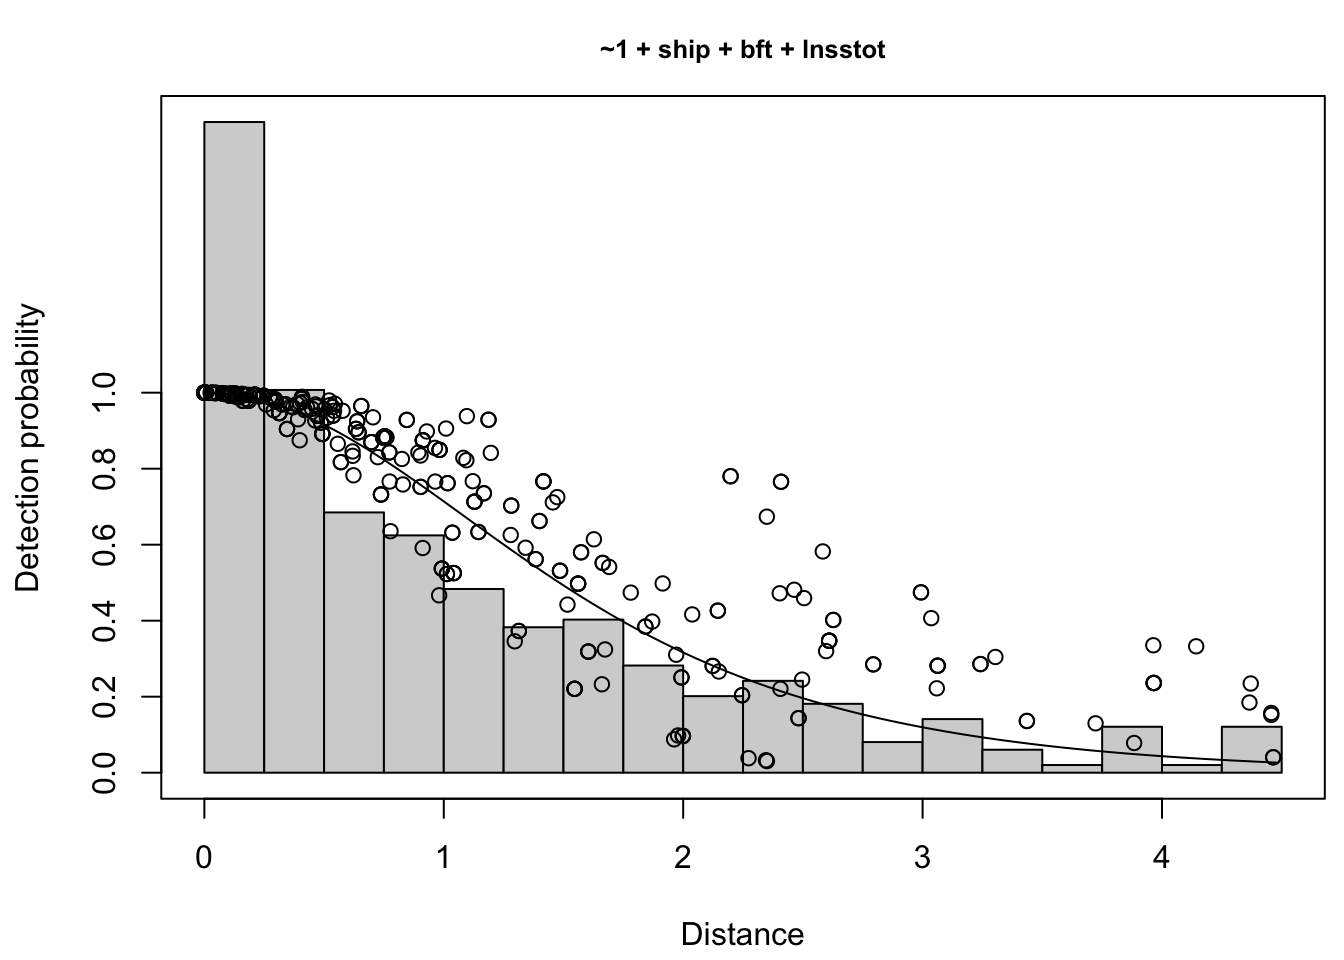 ~1 + ship + bft + lnsstot
Detection probability
1.0
0.8
0.6
0.4
0.2
0.0
0 1 2 3 4
Distance